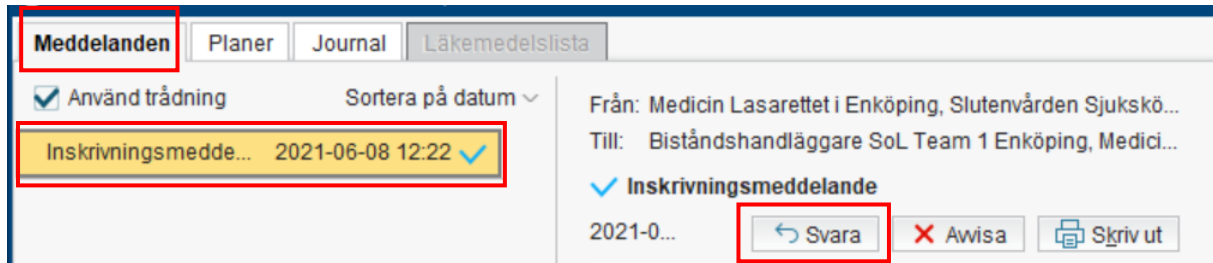 Meddelanden Planer Journal Läkemedelslista
Använd trådning Sortera på datum
Inskrivningsmedde... 2021-06-08 12:22
Från: Medicin Lasarettet i Enköping, Slutenvården Sjukskö...
Till: Biståndshandläggare SoL Team 1 Enköping, Medici...
Inskrivningsmeddelande
2021-0... Svara Avvisa Skriv ut